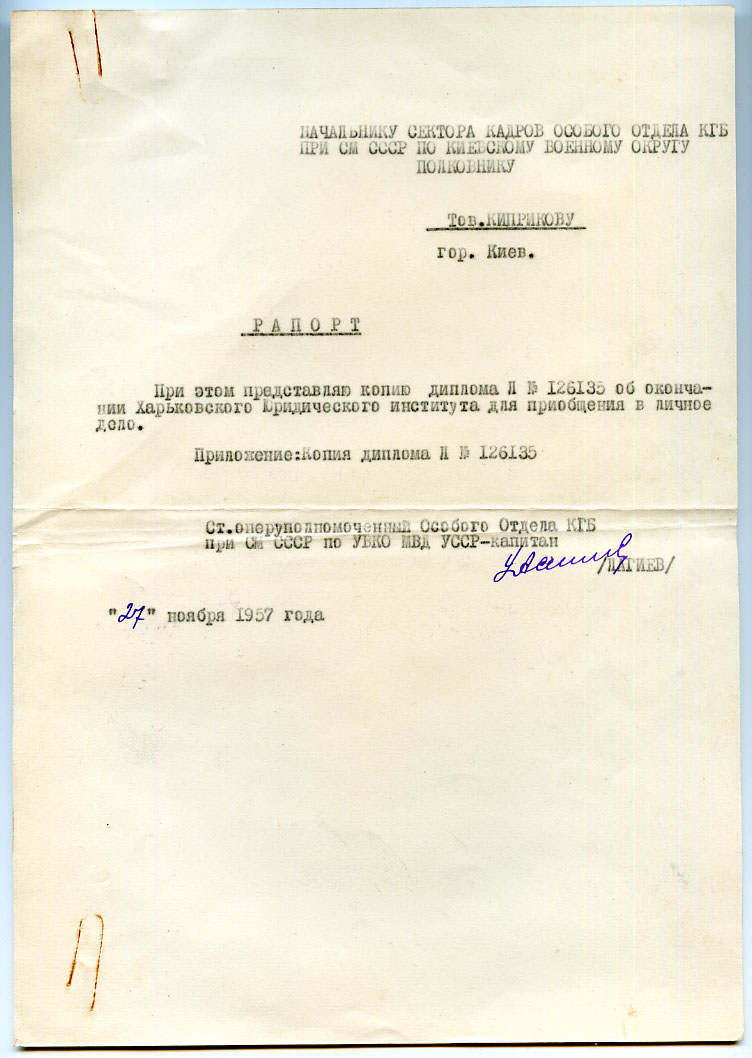 НАЧАЛЬНИКУ СЕКТОРА КАДРОВ ОСОБОГО ОТДЕЛА КГБ
ПРИ СМ СССР ПО КИЕВСКОМУ ВОЕННОМУ ОКРУГУ
ПОЛКОВНИКУ
Тов.КИПРИКОВУ
гор. Киев.
Р А П О Р Т
При этом представляю копию диплома Л № 126135 об оконча-
нии Харьковского Юридического института для приобщения в личное
дело.
Приложение:Копия диплома Л № 126135
Ст.оперуполномоченный Особого Отдела КГБ
при СМ СССР по УВКО МВД УССР-капитан
"27" ноября 1957 года